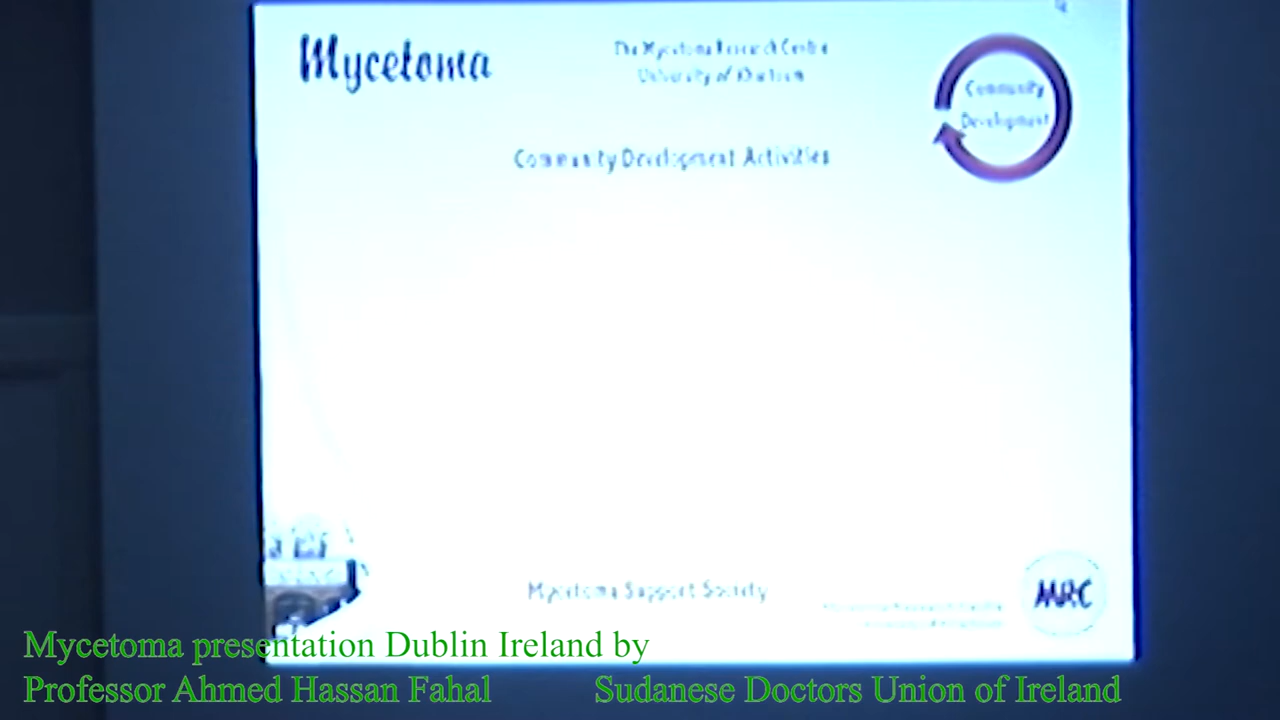 Mycetoma
The Mycetoma Research Centre
University of Khartoum
Community
Development
Community Development Activities
Mycetoma Support Society
MRC
Mycetoma presentation Dublin Ireland by
Professor Ahmed Hassan Fahal
Sudanese Doctors Union of Ireland